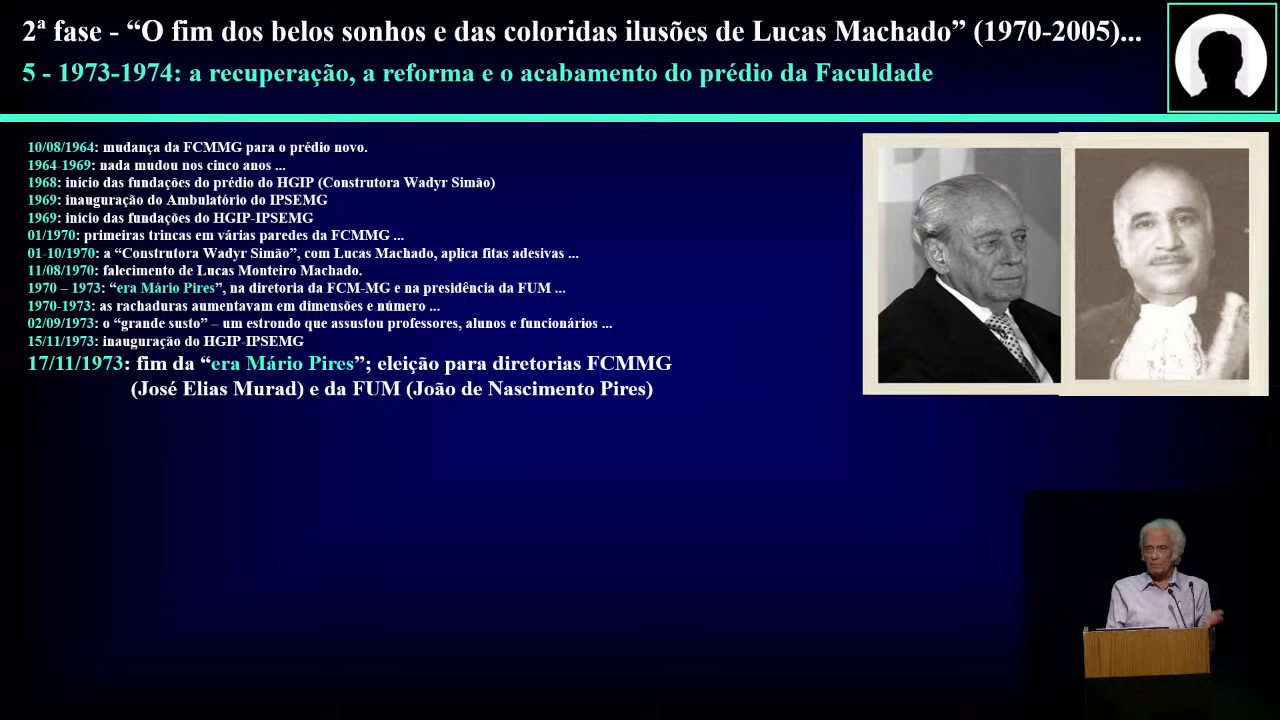 2ª fase - “O fim dos belos sonhos e das coloridas ilusões de Lucas Machado” (1970-2005)...
5 - 1973-1974: a recuperação, a reforma e o acabamento do prédio da Faculdade
10/08/1964: mudança da FCMMG para o prédio novo.
1964-1969: nada mudou nos cinco anos ...
1968: início das fundações do prédio do HGIP (Construtora Wadyr Simão)
1969: inauguração do Ambulatório do IPSEMG
1969: início das fundações do HGIP-IPSEMG
01/1970: primeiras trincas em várias paredes da FCMMG ...
01-10/1970: a “Construtora Wadyr Simão”, com Lucas Machado, aplica fitas adesivas ...
11/08/1970: falecimento de Lucas Monteiro Machado.
1970 – 1973: “era Mário Pires”, na diretoria da FCM-MG e na presidência da FUM ...
1970-1973: as rachaduras aumentavam em dimensões e número ...
02/09/1973: o “grande susto” – um estrondo que assustou professores, alunos e funcionários ...
15/11/1973: inauguração do HGIP-IPSEMG
17/11/1973: fim da “era Mário Pires”; eleição para diretorias FCMMG
(José Elias Murad) e da FUM (João de Nascimento Pires)